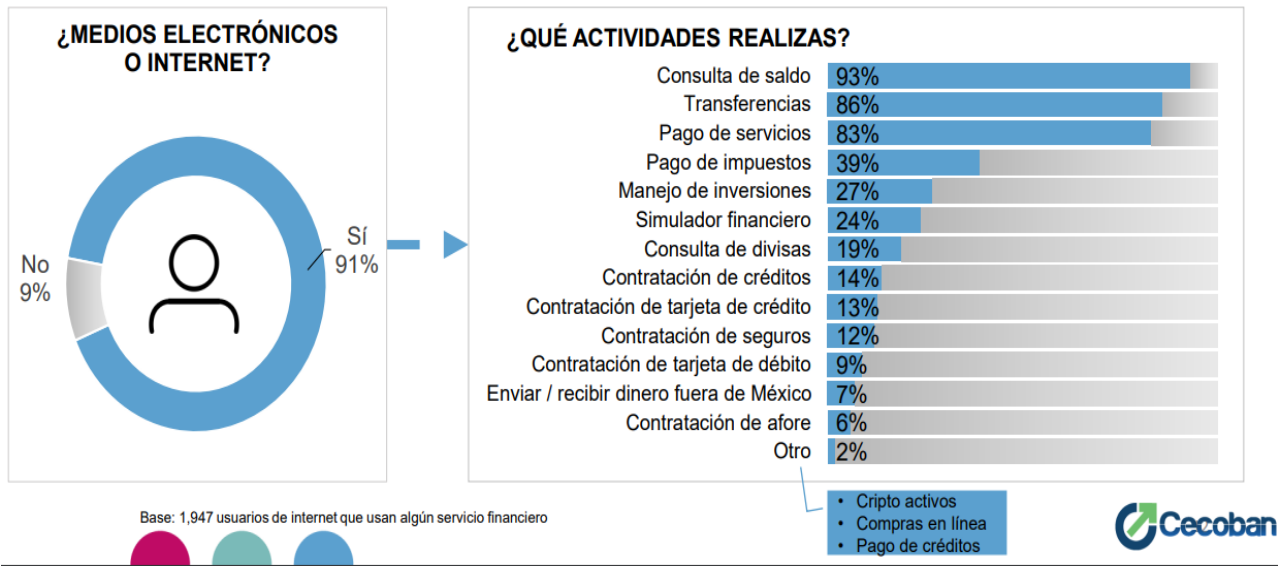 ¿MEDIOS ELECTRÓNICOS
O INTERNET?
No
9%
Sí
91%
¿QUÉ ACTIVIDADES REALIZAS?
Consulta de saldo 93%
Transferencias 86%
Pago de servicios 83%
Pago de impuestos 39%
Manejo de inversiones 27%
Simulador financiero 24%
Consulta de divisas 19%
Contratación de créditos 14%
Contratación de tarjeta de crédito 13%
Contratación de seguros 12%
Contratación de tarjeta de débito 9%
Enviar / recibir dinero fuera de México 7%
Contratación de afore 6%
Otro 2%
• Cripto activos
• Compras en línea
• Pago de créditos
Base: 1,947 usuarios de internet que usan algún servicio financiero
Cecoban